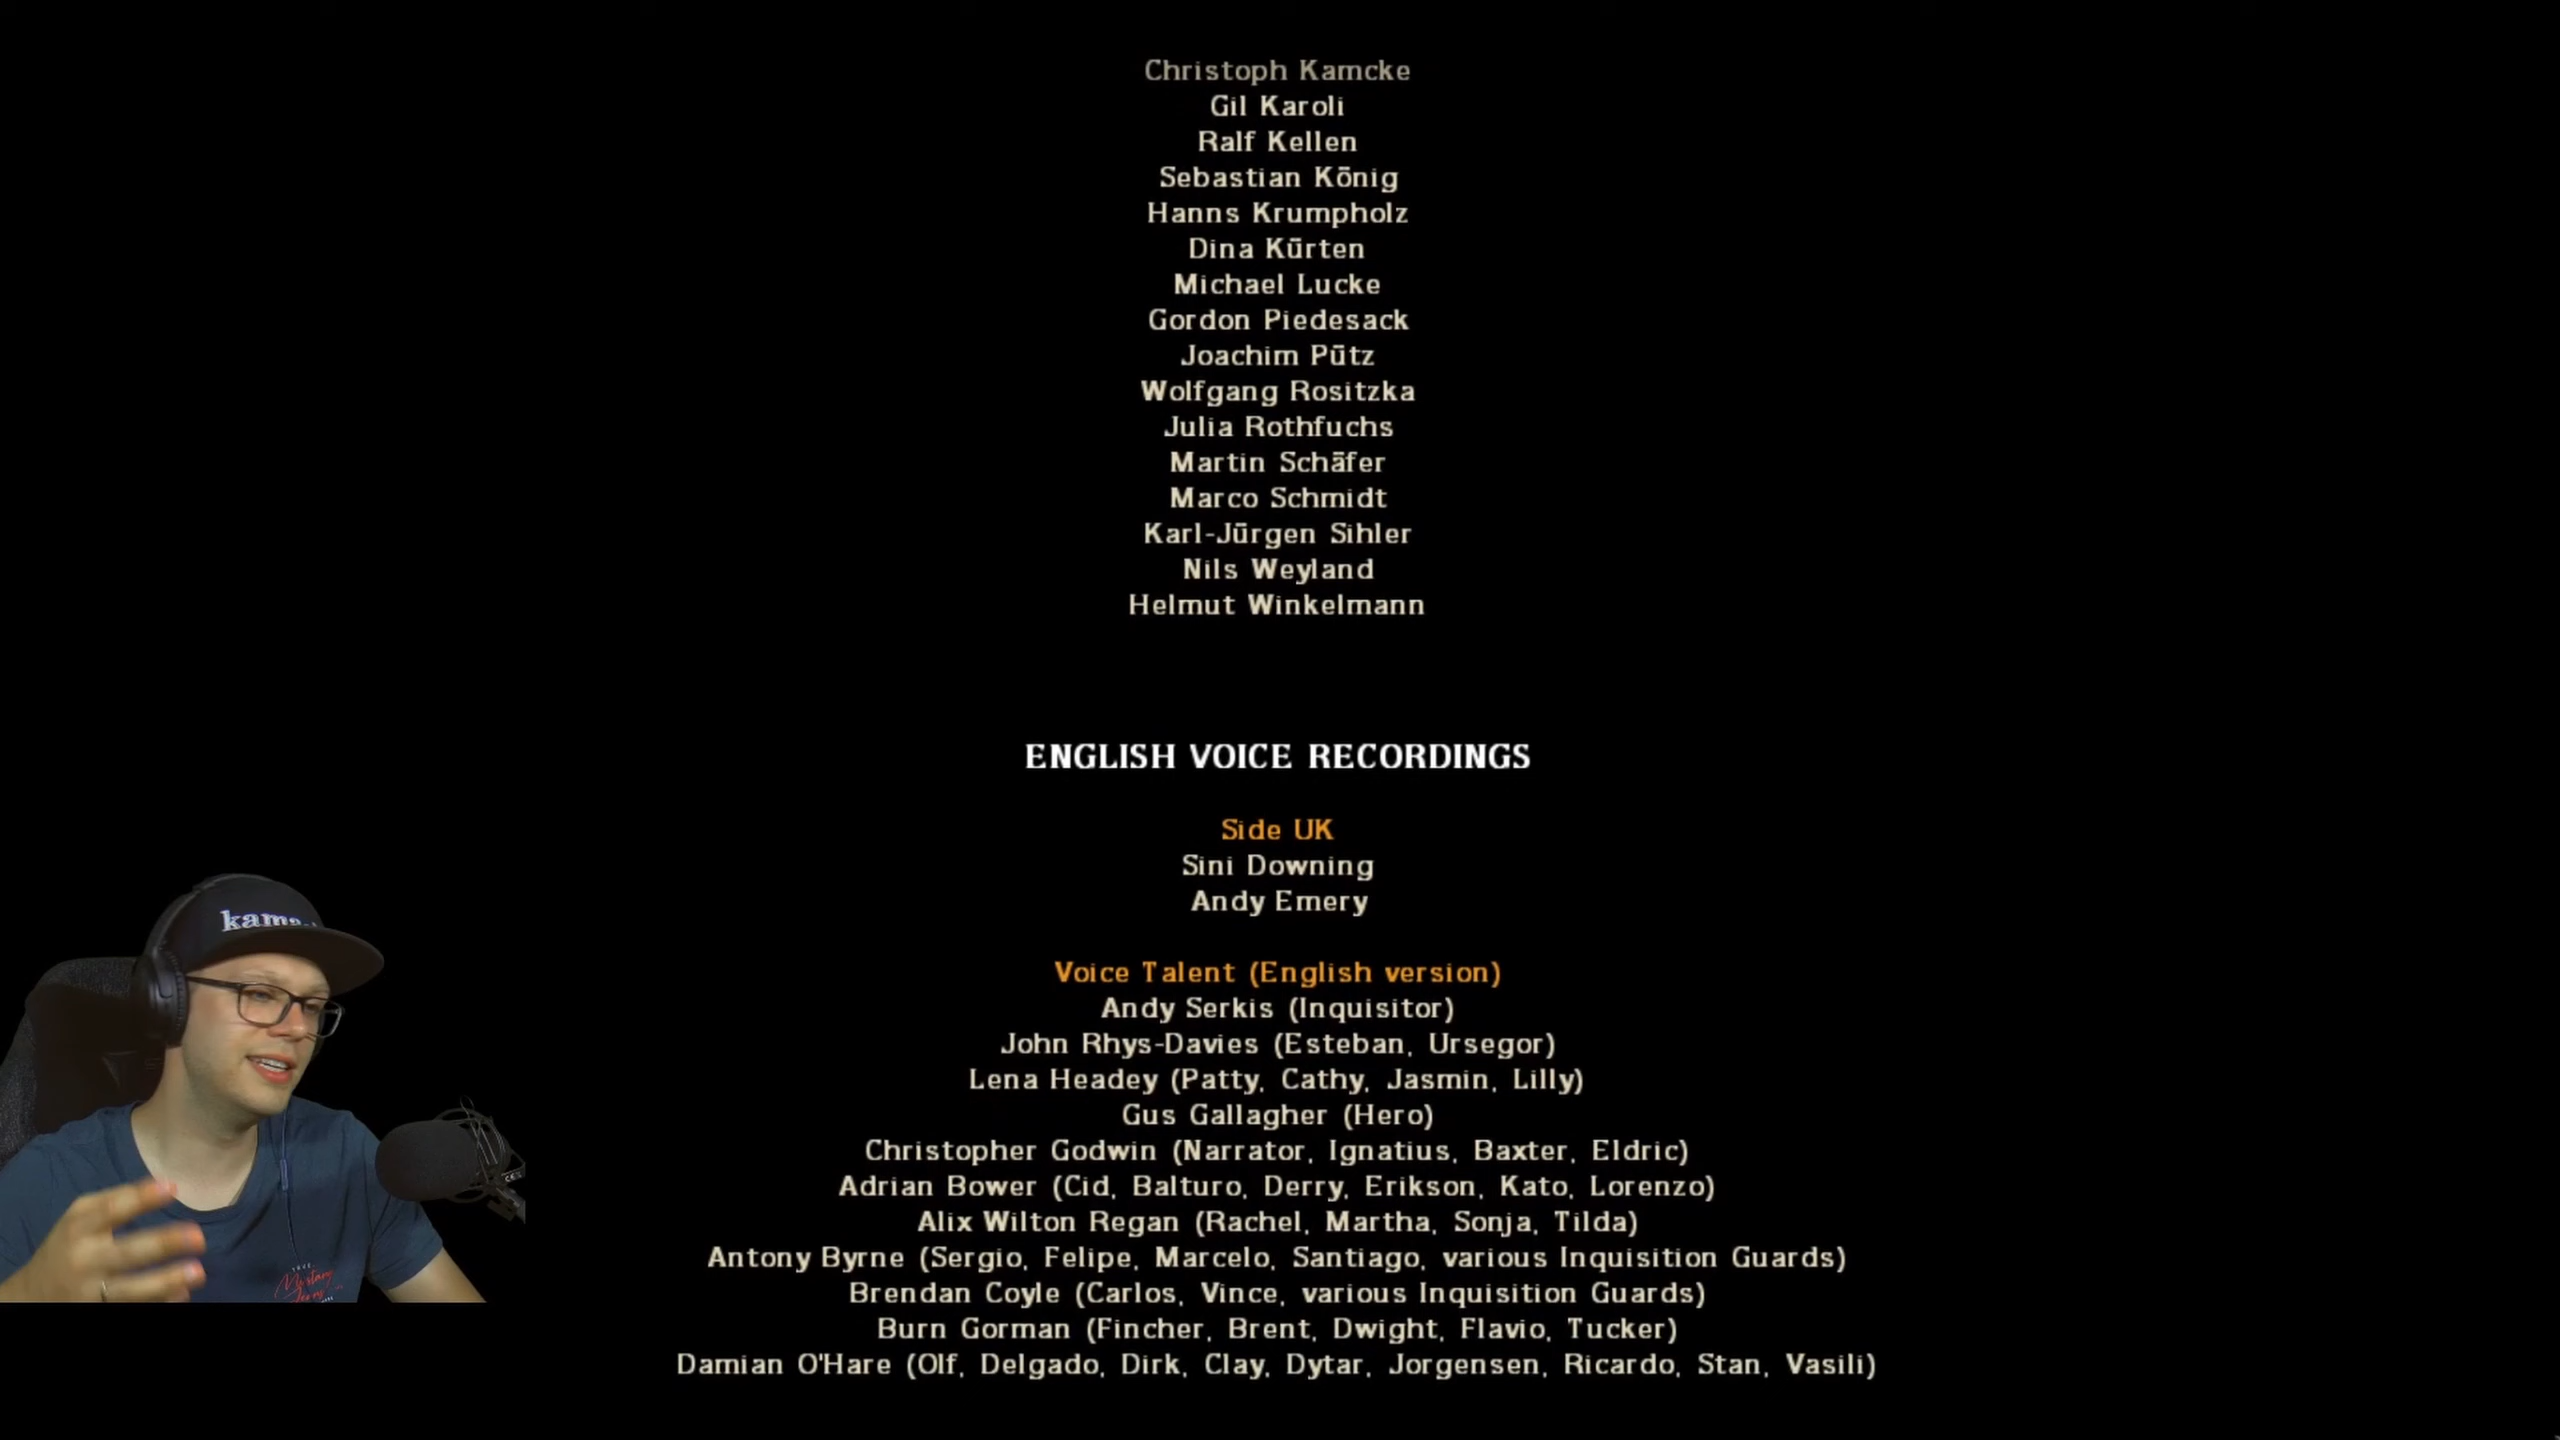 Christoph Kamcke
Gil Karoli
Ralf Kellen
Sebastian König
Hanns Krumpholz
Dina Kürten
Michael Lucke
Gordon Piedesack
Joachim Pütz
Wolfgang Rositzka
Julia Rothfuchs
Martin Schäfer
Marco Schmidt
Karl-Jürgen Sihler
Nils Weyland
Helmut Winkelmann
ENGLISH VOICE RECORDINGS
Side UK
Sini Downing
Andy Emery
Voice Talent (English version)
Andy Serkis (Inquisitor)
John Rhys-Davies (Esteban, Ursegor)
Lena Headey (Patty, Cathy, Jasmin, Lilly)
Gus Gallagher (Hero)
Christopher Godwin (Narrator, Ignatius, Baxter, Eldric)
Adrian Bower (Cid, Balturo, Derry, Erikson, Kato, Lorenzo)
Alix Wilton Regan (Rachel, Martha, Sonja, Tilda)
Antony Byrne (Sergio, Felipe, Marcelo, Santiago, various Inquisition Guards)
Brendan Coyle (Carlos, Vince, various Inquisition Guards)
Burn Gorman (Fincher, Brent, Dwight, Flavio, Tucker)
Damian O'Hare (Olf, Delgado, Dirk, Clay, Dytar, Jorgensen, Ricardo, Stan, Vasili)